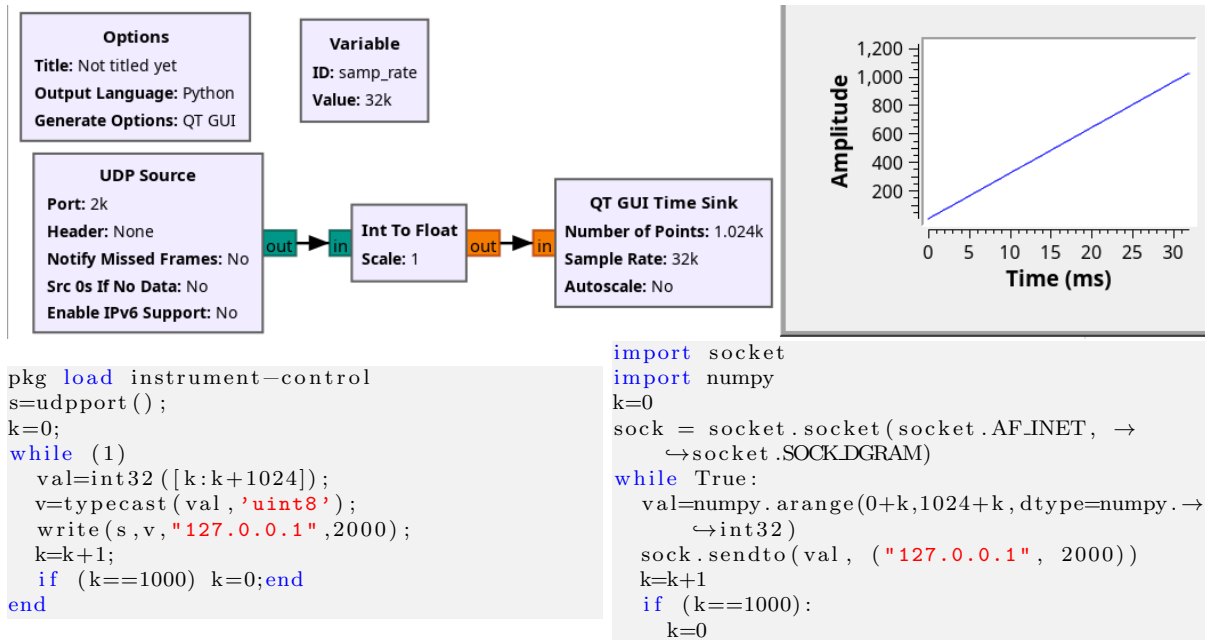 Options
Title: Not titled yet
Output Language: Python
Generate Options: QT GUI
Variable
ID: samp_rate
Value: 32k
UDP Source
Port: 2k
Header: None
Notify Missed Frames: No
Src 0s If No Data: No
Enable IPv6 Support: No
out
in
Int To Float
Scale: 1
out
in
QT GUI Time Sink
Number of Points: 1.024k
Sample Rate: 32k
Autoscale: No
Amplitude
1,200
1,000
800
600
400
200
0 5 10 15 20 25 30
Time (ms)
pkg load instrument−control
s=udpport();
k=0;
while (1)
  val=int32([k:k+1024]);
  v=typecast(val,'uint8');
  write(s,v,"127.0.0.1",2000);
  k=k+1;
  if (k==1000) k=0;end
end
import socket
import numpy
k=0
sock = socket.socket(socket.AF_INET, →
    ↪socket.SOCK_DGRAM)
while True:
  val=numpy.arange(0+k,1024+k,dtype=numpy.→
    ↪int32)
  sock.sendto(val, ("127.0.0.1", 2000))
  k=k+1
  if (k==1000):
    k=0